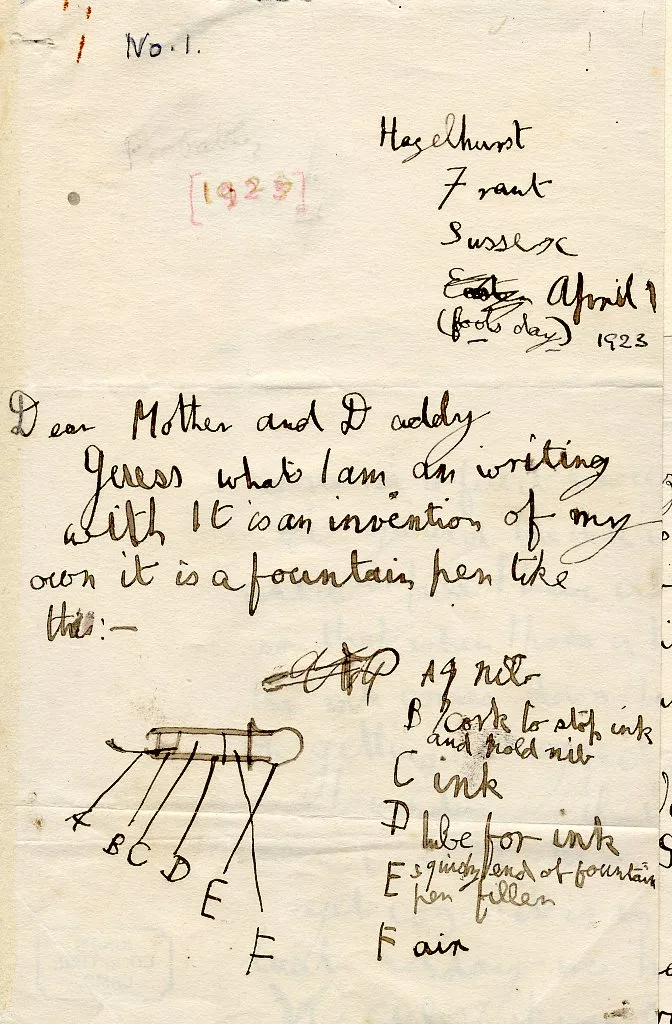 No. 1.
Probably
[1923]
Hazelhurst
Frant
Sussex
April 1
(fools day) 1923
Dear Mother and Daddy
Guess what I am an writing
with It is an invention of my
own it is a fountain pen like
this:—
A nib
B cork to stop ink
and hold nib
C ink
D tube for ink
E squishy end of fountain
pen filler
F air
A
B
C
D
E
F